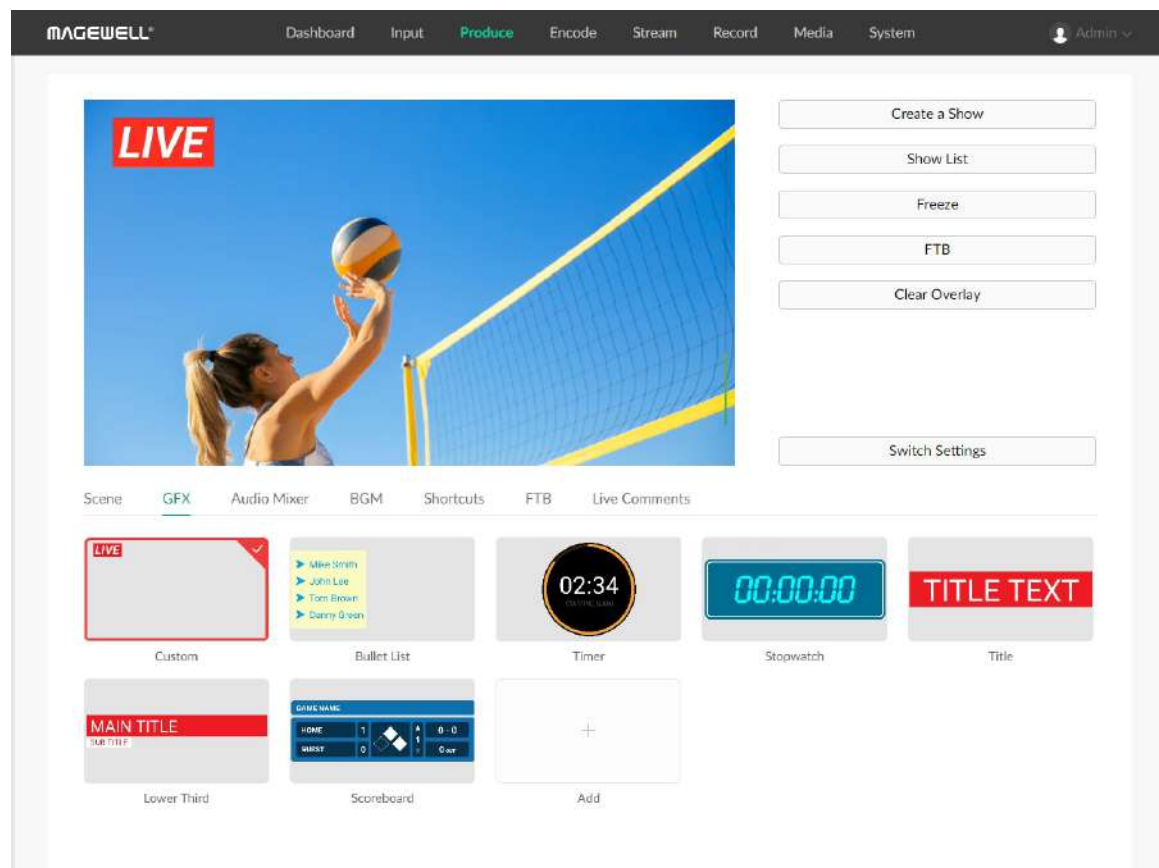 MAGEWELL®
Dashboard Input Produce Encode Stream Record Media System Admin
LIVE
Create a Show
Show List
Freeze
FTB
Clear Overlay
Switch Settings
Scene GFX Audio Mixer BGM Shortcuts FTB Live Comments
LIVE
Mike Smith
John Lee
Tom Brown
Danny Green
02:34
00:00:00
TITLE TEXT
Custom Bullet List Timer Stopwatch Title
MAIN TITLE
SUB TITLE
GAME NAME
HOME 1 1 0 - 0
GUEST 0 0 OUT
Lower Third Scoreboard Add